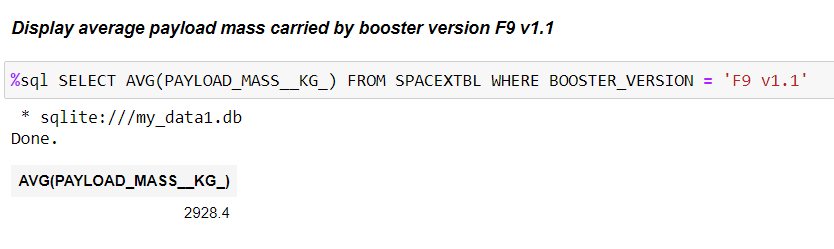 Display average payload mass carried by booster version F9 v1.1
%sql SELECT AVG(PAYLOAD_MASS__KG_) FROM SPACEXTBL WHERE BOOSTER_VERSION = 'F9 v1.1'
* sqlite:///my_data1.db
Done.
AVG(PAYLOAD_MASS__KG_)
2928.4